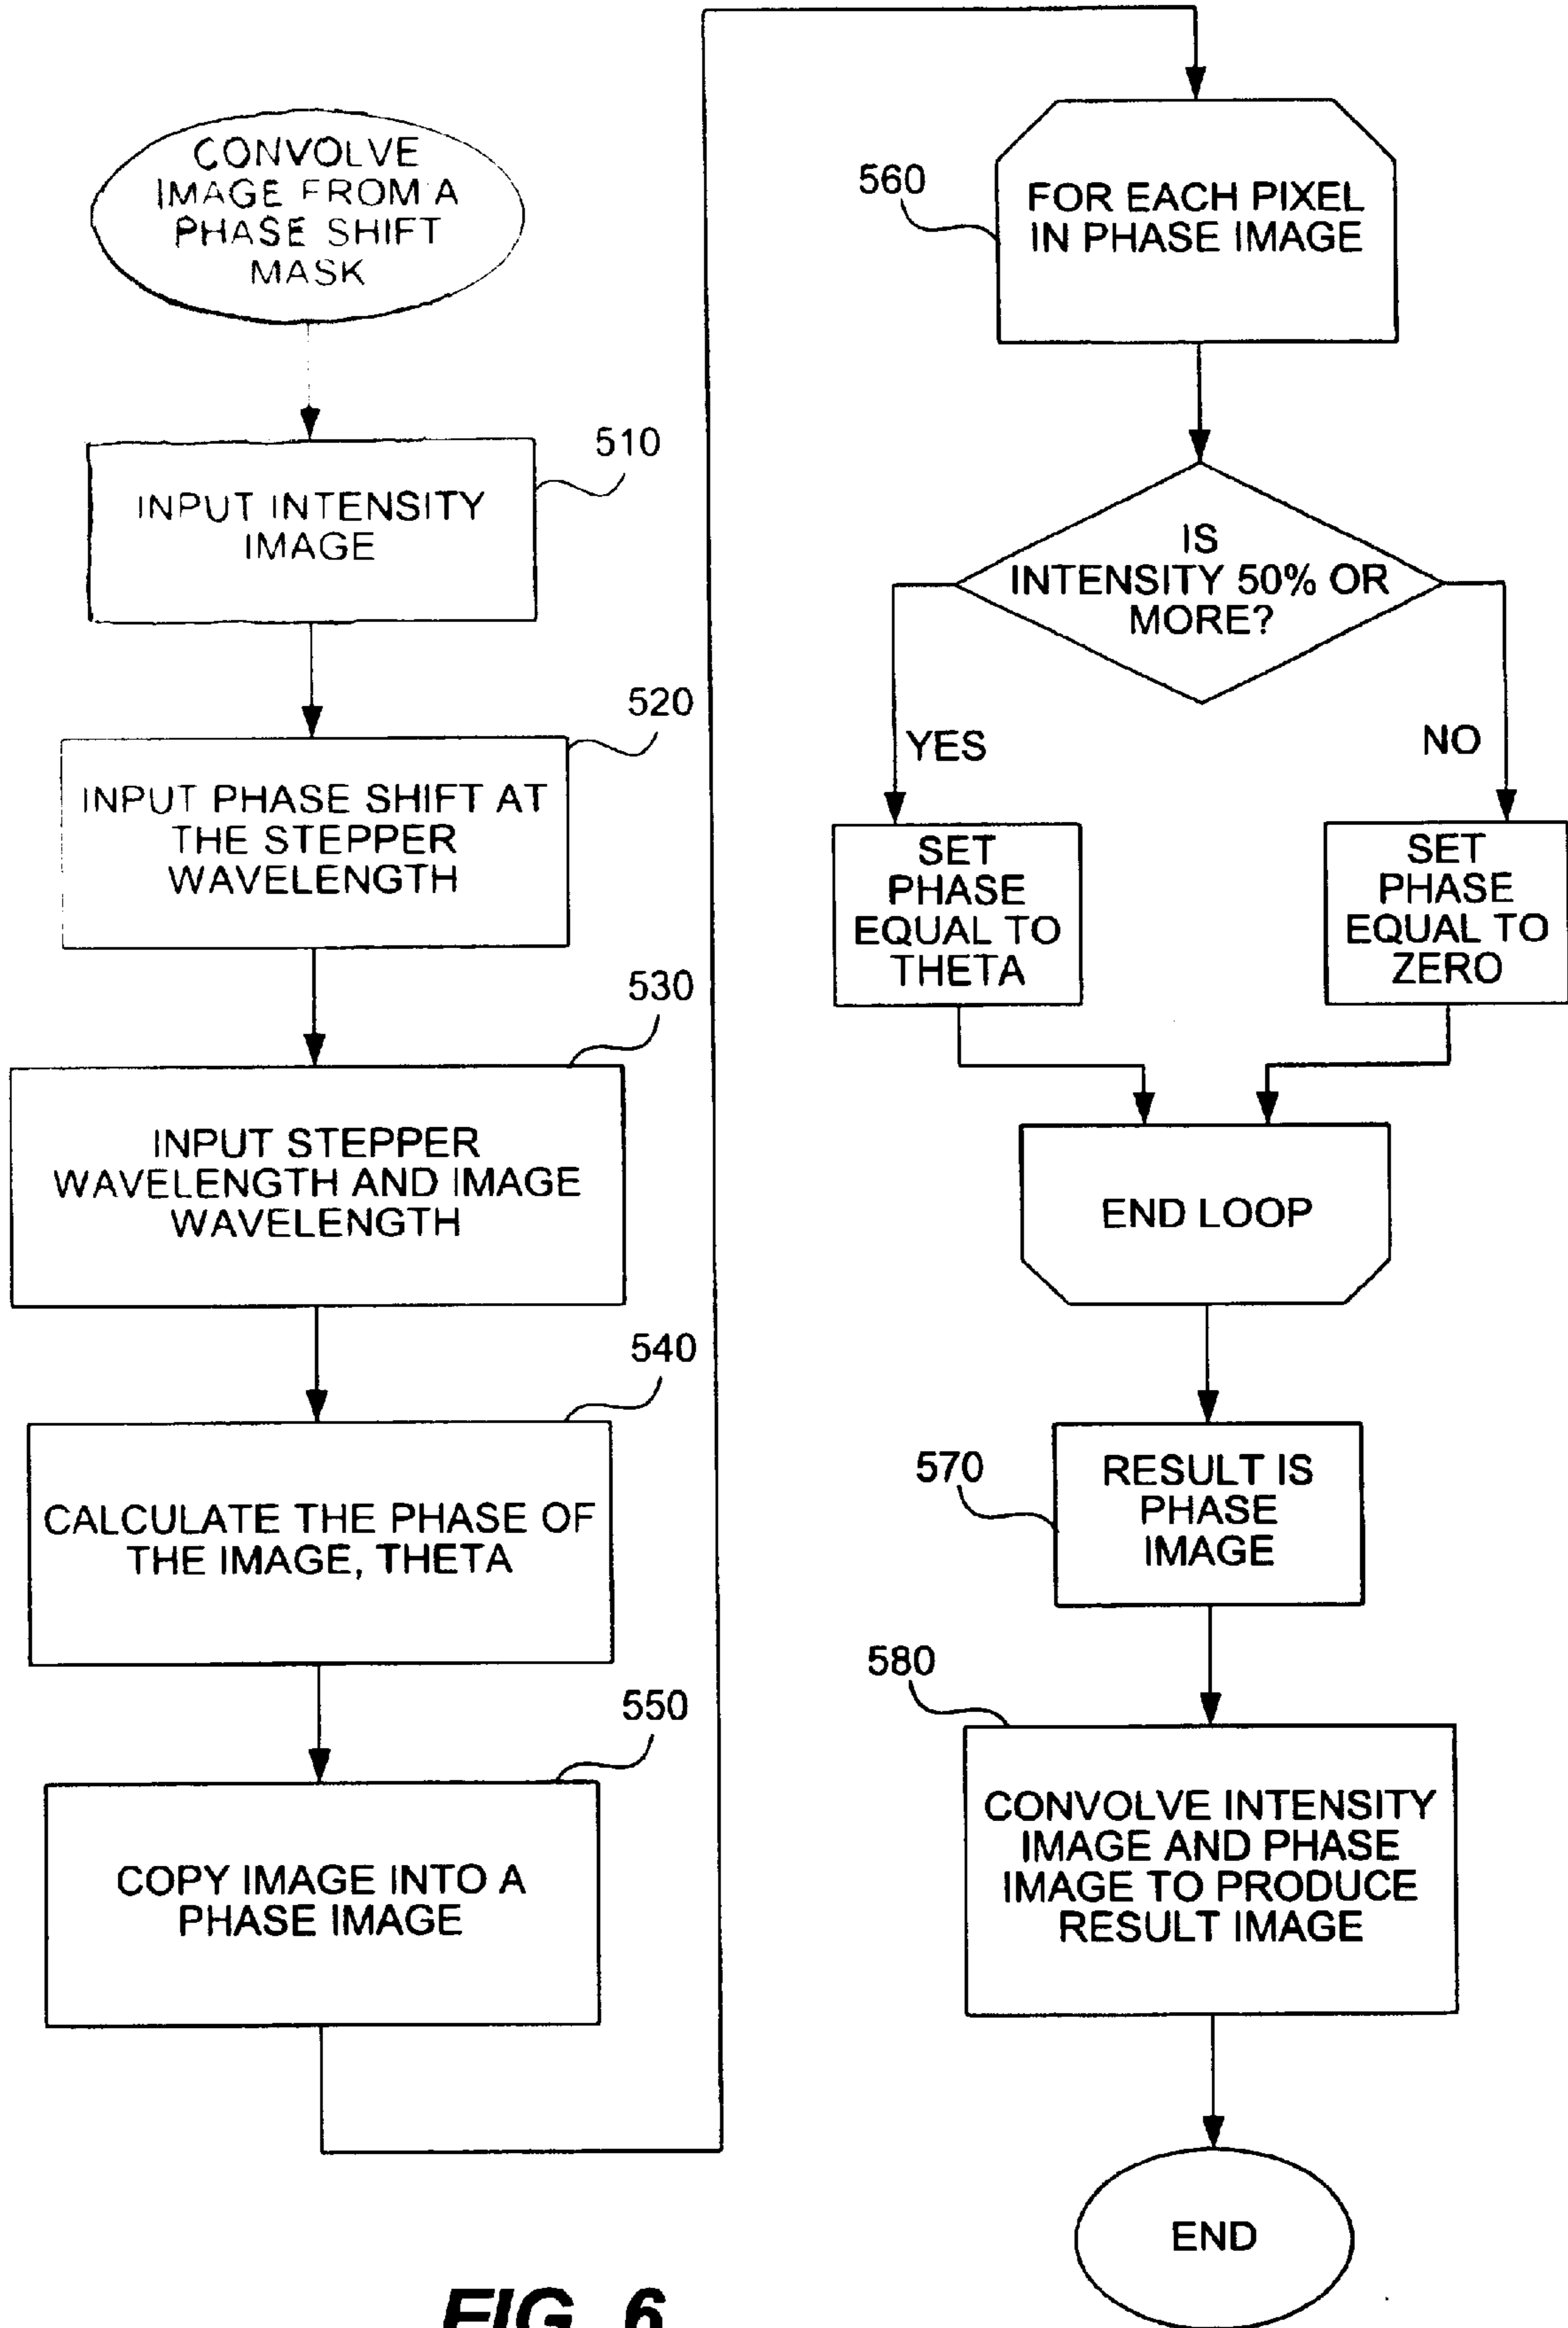 CONVOLVE
IMAGE FROM A
PHASE SHIFT
MASK
510
INPUT INTENSITY
IMAGE
520
INPUT PHASE SHIFT AT
THE STEPPER
WAVELENGTH
530
INPUT STEPPER
WAVELENGTH AND IMAGE
WAVELENGTH
540
CALCULATE THE PHASE OF
THE IMAGE, THETA
550
COPY IMAGE INTO A
PHASE IMAGE
560
FOR EACH PIXEL
IN PHASE IMAGE
IS
INTENSITY 50% OR
MORE?
YES
NO
SET
PHASE
EQUAL TO
THETA
SET
PHASE
EQUAL TO
ZERO
END LOOP
570
RESULT IS
PHASE
IMAGE
580
CONVOLVE INTENSITY
IMAGE AND PHASE
IMAGE TO PRODUCE
RESULT IMAGE
END
FIG. 6